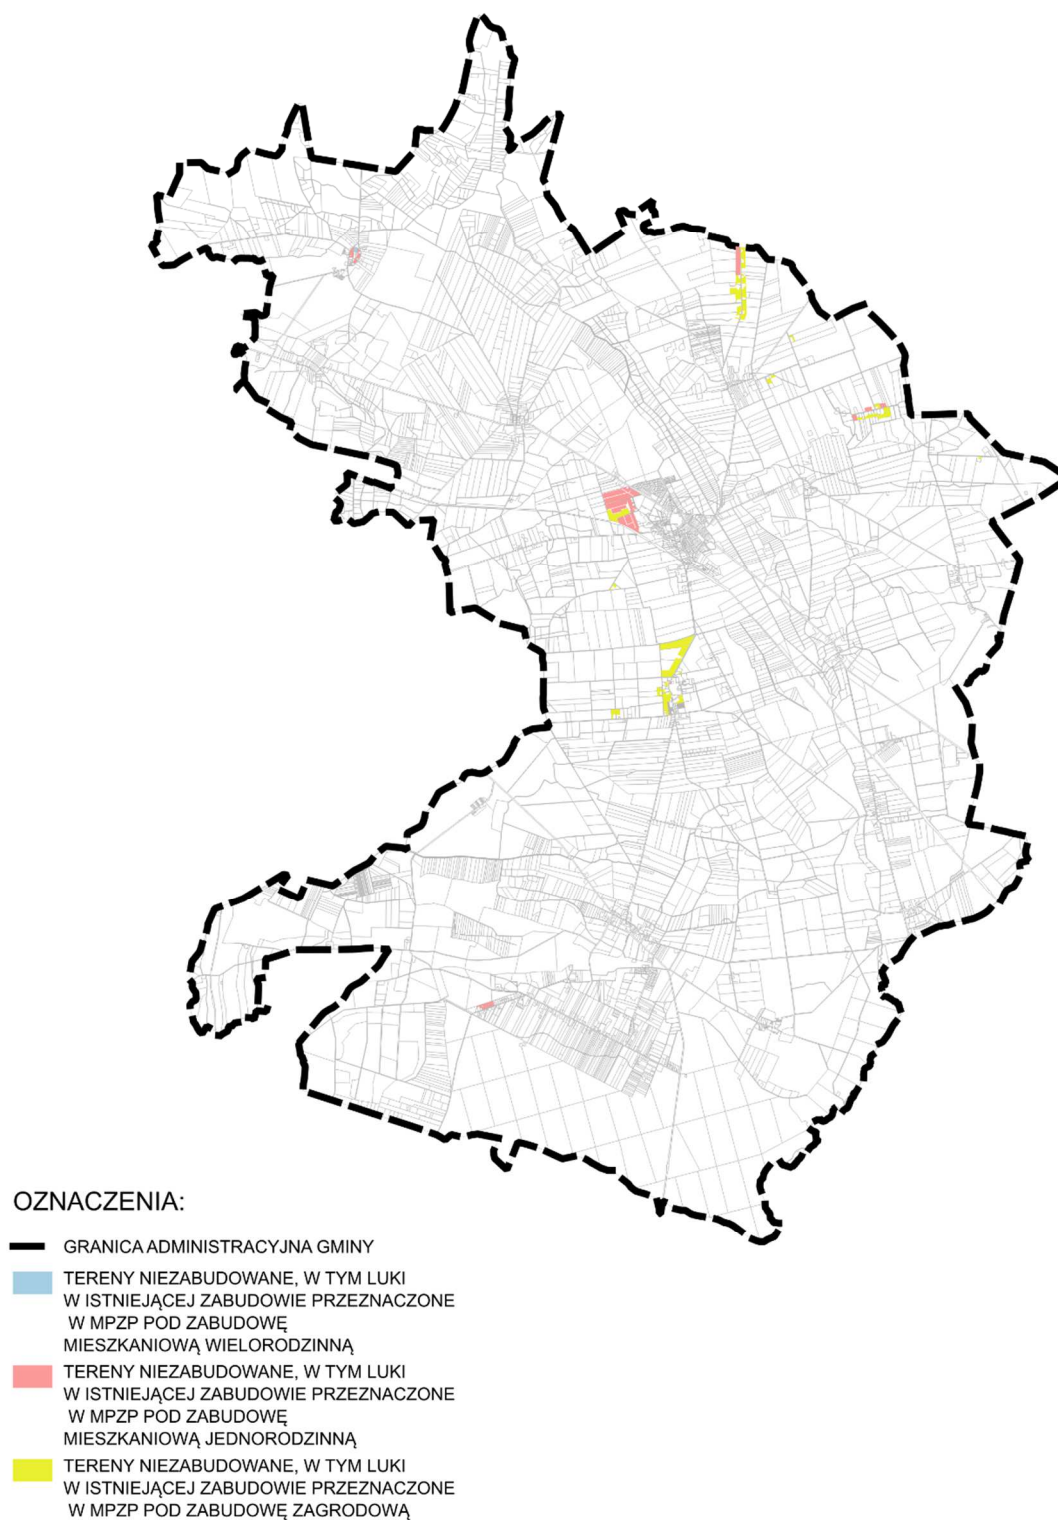 OZNACZENIA:
GRANICA ADMINISTRACYJNA GMINY
TERENY NIEZABUDOWANE, W TYM LUKI
W ISTNIEJĄCEJ ZABUDOWIE PRZEZNACZONE
W MPZP POD ZABUDOWĘ
MIESZKANIOWĄ WIELORODZINNĄ
TERENY NIEZABUDOWANE, W TYM LUKI
W ISTNIEJĄCEJ ZABUDOWIE PRZEZNACZONE
W MPZP POD ZABUDOWĘ
MIESZKANIOWĄ JEDNORODZINNĄ
TERENY NIEZABUDOWANE, W TYM LUKI
W ISTNIEJĄCEJ ZABUDOWIE PRZEZNACZONE
W MPZP POD ZABUDOWĘ ZAGRODOWĄ